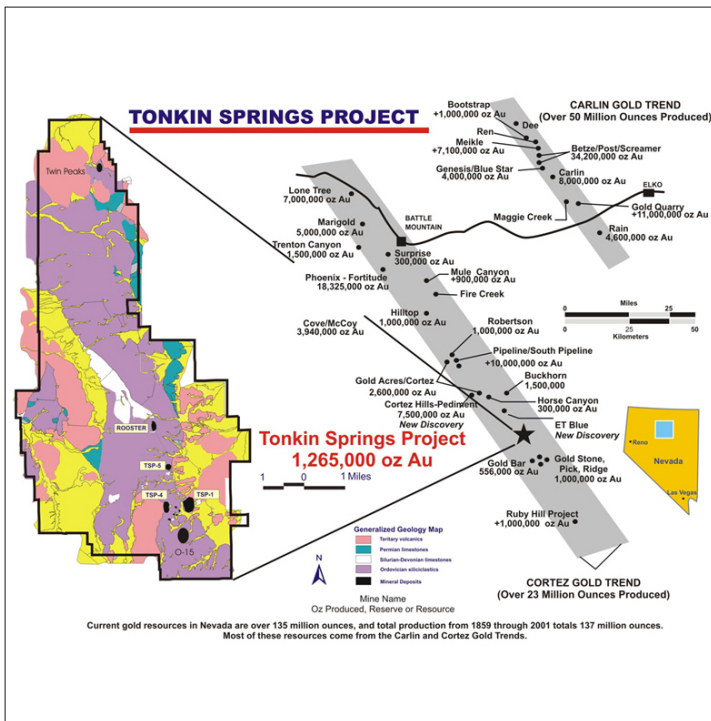 TONKIN SPRINGS PROJECT
CARLIN GOLD TREND
(Over 50 Million Ounces Produced)
Bootstrap
+1,000,000 oz Au
Dee
Ren
Meikle
+7,100,000 oz Au
Betze/Post/Screamer
34,200,000 oz Au
Genesis/Blue Star
4,000,000 oz Au
Carlin
8,000,000 oz Au
ELKO
Maggie Creek
Gold Quarry
+11,000,000 oz Au
Rain
4,600,000 oz Au
Twin Peaks
Lone Tree
7,000,000 oz Au
Marigold
5,000,000 oz Au
BATTLE
MOUNTAIN
Trenton Canyon
1,500,000 oz Au
Surprise
300,000 oz Au
Phoenix - Fortitude
18,325,000 oz Au
Mule Canyon
+900,000 oz Au
Fire Creek
Hilltop
1,000,000 oz Au
Cove/McCoy
3,940,000 oz Au
Robertson
1,000,000 oz Au
Pipeline/South Pipeline
+10,000,000 oz Au
Miles
0 25 50
0 25 50
Kilometers
Gold Acres/Cortez
2,600,000 oz Au
Buckhorn
1,500,000
Horse Canyon
300,000 oz Au
Cortez Hills-Pediment
7,500,000 oz Au
New Discovery
ET Blue
New Discovery
Tonkin Springs Project
1,265,000 oz Au
1 0 1 Miles
Gold Bar
556,000 oz Au
Gold Stone,
Pick, Ridge
1,000,000 oz Au
Reno
Nevada
Las Vegas
ROOSTER
TSP-5
TSP-4
TSP-1
O-15
Ruby Hill Project
+1,000,000 oz Au
Generalized Geology Map
Tertiary volcanics
Permian limestones
Silurian-Devonian limestones
Ordovician siliciclastics
Mineral Deposits
N
Mine Name
Oz Produced, Reserve or Resource
CORTEZ GOLD TREND
(Over 23 Million Ounces Produced)
Current gold resources in Nevada are over 135 million ounces, and total production from 1859 through 2001 totals 137 million ounces.
Most of these resources come from the Carlin and Cortez Gold Trends.